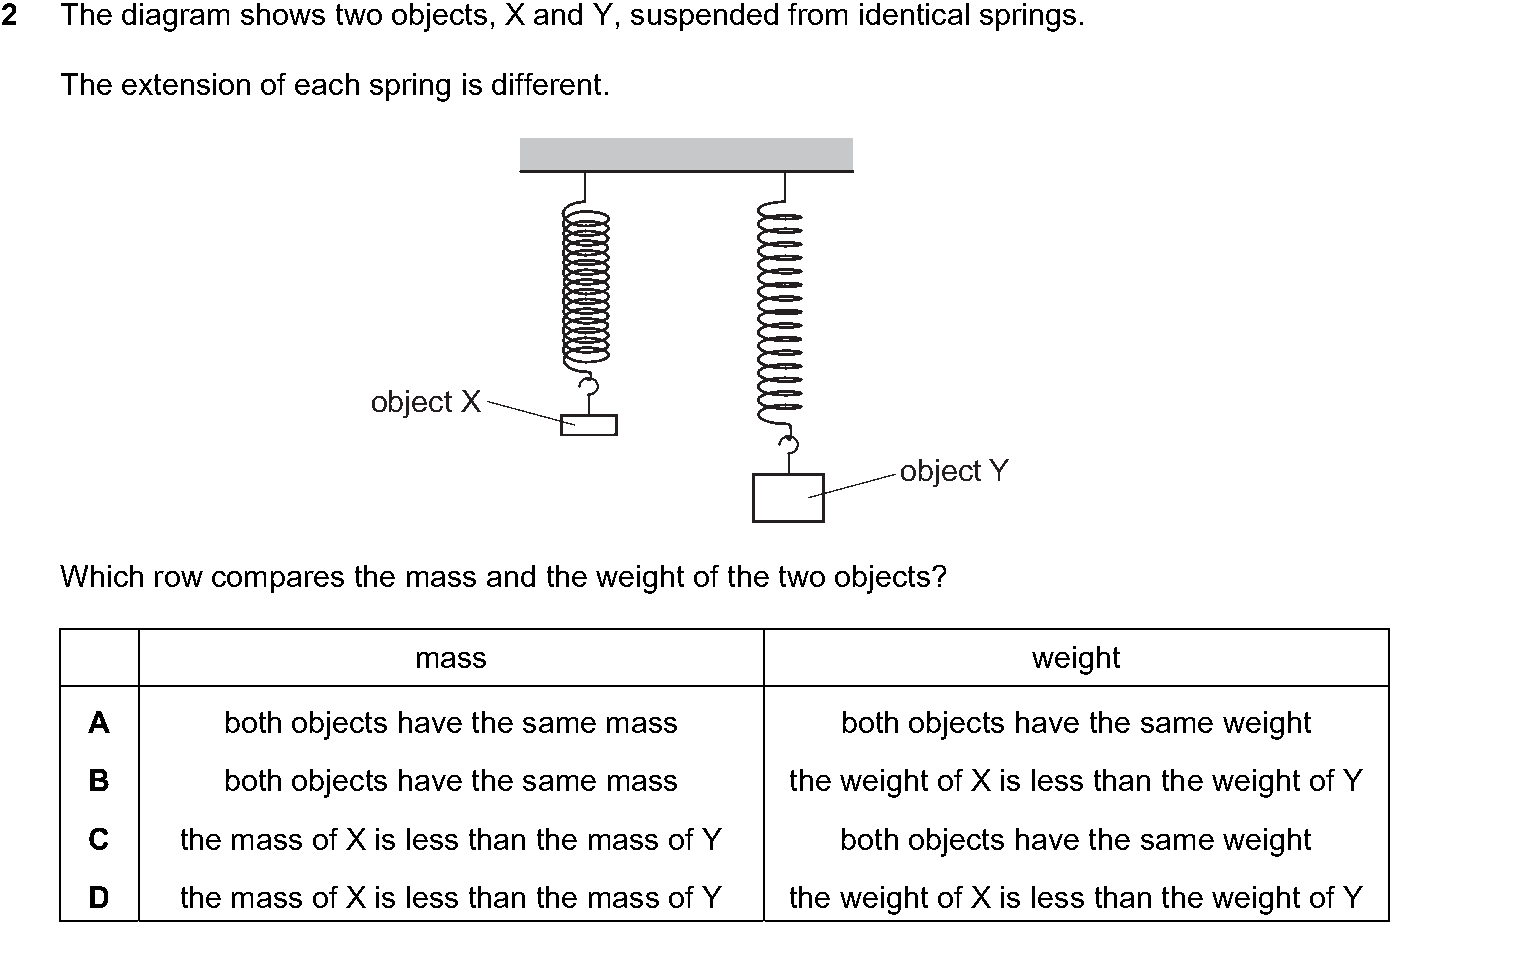 2 The diagram shows two objects, X and Y, suspended from identical springs.
The extension of each spring is different.
object X
object Y
Which row compares the mass and the weight of the two objects?
mass weight
A both objects have the same mass both objects have the same weight
B both objects have the same mass the weight of X is less than the weight of Y
C the mass of X is less than the mass of Y both objects have the same weight
D the mass of X is less than the mass of Y the weight of X is less than the weight of Y